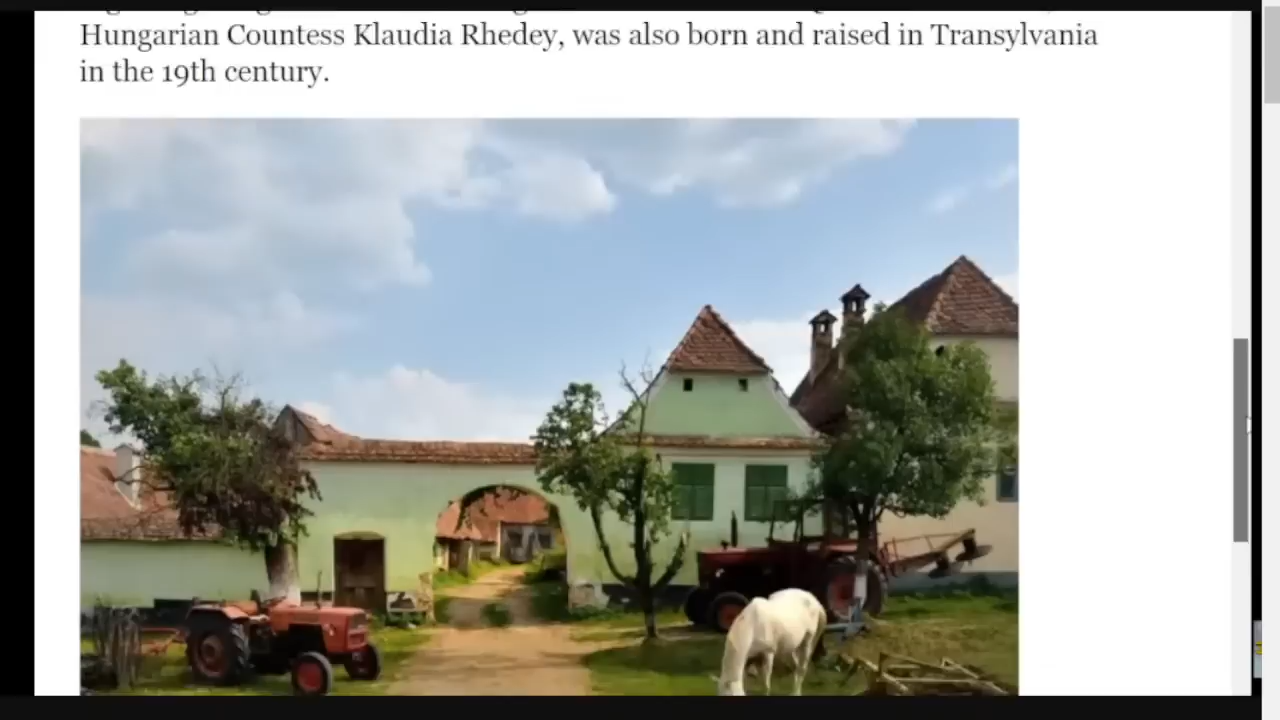 Hungarian Countess Klaudia Rhedey, was also born and raised in Transylvania
in the 19th century.